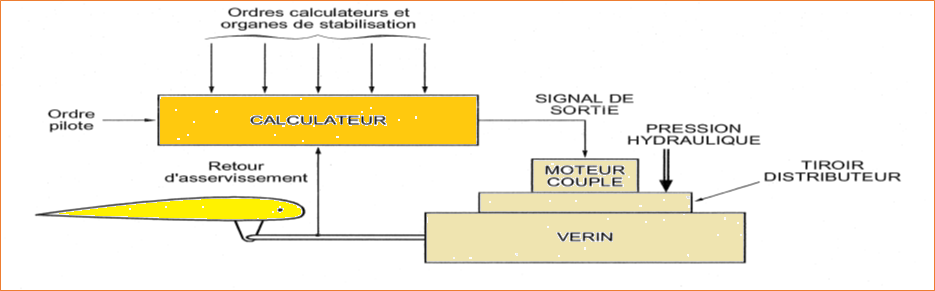 Ordres calculateurs et
organes de stabilisation
Ordre
pilote
CALCULATEUR
SIGNAL DE
SORTIE
PRESSION
HYDRAULIQUE
Retour
d'asservissement
MOTEUR
COUPLE
TIROIR
DISTRIBUTEUR
VERIN